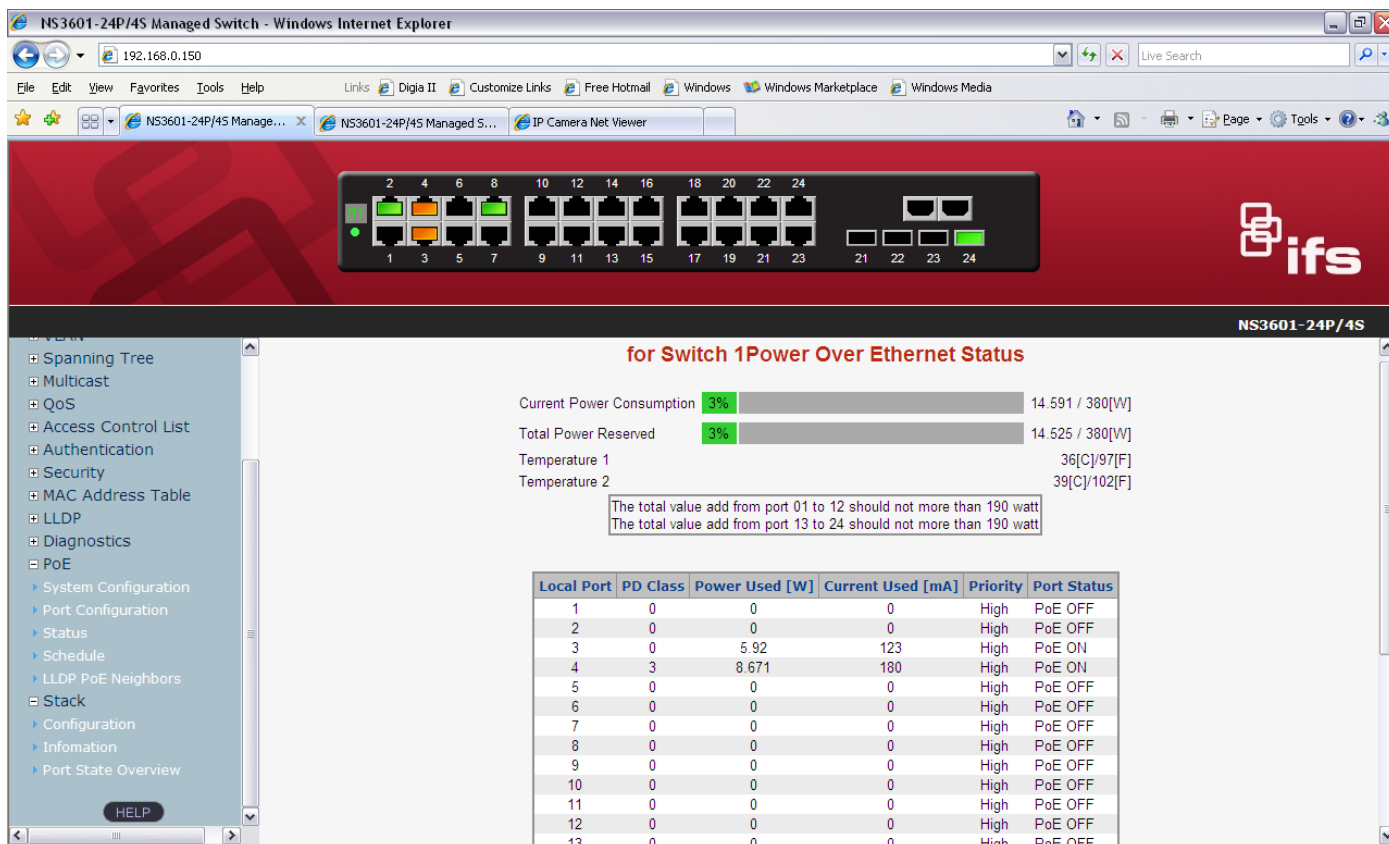 NS3601-24P/4S Managed Switch - Windows Internet Explorer
192.168.0.150
Live Search
File Edit View Favorites Tools Help Links Digia II Customize Links Free Hotmail Windows Windows Marketplace Windows Media
NS3601-24P/4S Manage... NS3601-24P/4S Managed S... IP Camera Net Viewer Page Tools
2 4 6 8 10 12 14 16 18 20 22 24
1 3 5 7 9 11 13 15 17 19 21 23 21 22 23 24
ifs
NS3601-24P/4S
VLAN
Spanning Tree
Multicast
QoS
Access Control List
Authentication
Security
MAC Address Table
LLDP
Diagnostics
PoE
System Configuration
Port Configuration
Status
Schedule
LLDP PoE Neighbors
Stack
Configuration
Infomation
Port State Overview
HELP
for Switch 1Power Over Ethernet Status
Current Power Consumption 3% 14.591 / 380[W]
Total Power Reserved 3% 14.525 / 380[W]
Temperature 1 36[C]/97[F]
Temperature 2 39[C]/102[F]
The total value add from port 01 to 12 should not more than 190 watt
The total value add from port 13 to 24 should not more than 190 watt
Local Port PD Class Power Used [W] Current Used [mA] Priority Port Status
1 0 0 0 High PoE OFF
2 0 0 0 High PoE OFF
3 0 5.92 123 High PoE ON
4 3 8.671 180 High PoE ON
5 0 0 0 High PoE OFF
6 0 0 0 High PoE OFF
7 0 0 0 High PoE OFF
8 0 0 0 High PoE OFF
9 0 0 0 High PoE OFF
10 0 0 0 High PoE OFF
11 0 0 0 High PoE OFF
12 0 0 0 High PoE OFF
13 0 0 0 High PoE OFF